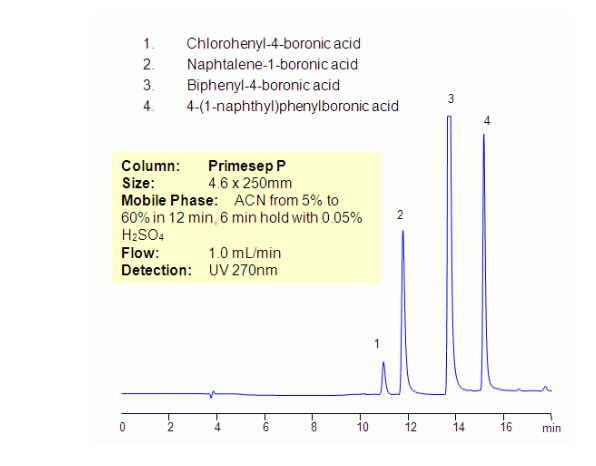 1. Chlorohenyl-4-boronic acid
2. Naphtalene-1-boronic acid
3. Biphenyl-4-boronic acid
4. 4-(1-naphthyl)phenylboronic acid
3
4
Column: Primesep P
Size: 4.6 x 250mm
Mobile Phase: ACN from 5% to
60% in 12 min, 6 min hold with 0.05%
H₂SO₄
Flow: 1.0 mL/min
Detection: UV 270nm
2
1
0 2 4 6 8 10 12 14 16 min